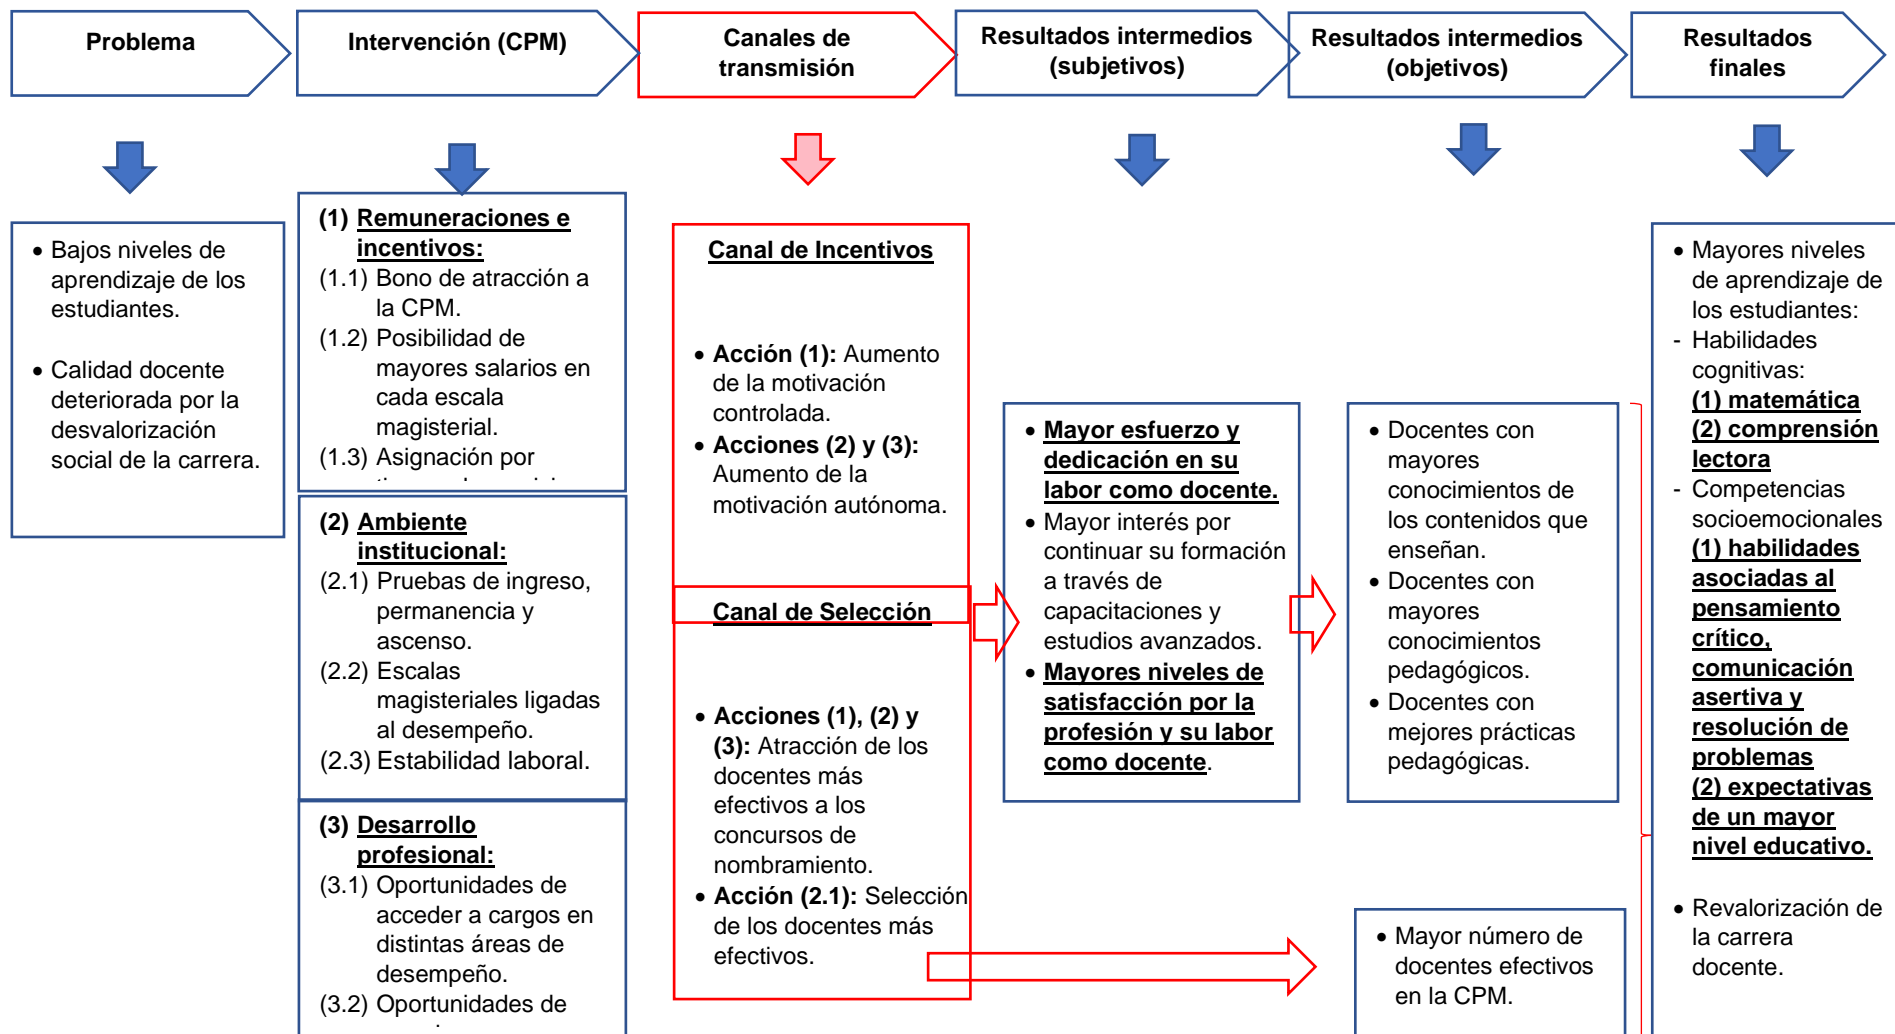 Problema
Intervención (CPM)
Canales de
transmisión
Resultados intermedios
(subjetivos)
Resultados intermedios
(objetivos)
Resultados
finales
• Bajos niveles de
aprendizaje de los
estudiantes.
• Calidad docente
deteriorada por la
desvalorización
social de la carrera.
(1) Remuneraciones e
incentivos:
(1.1) Bono de atracción a
la CPM.
(1.2) Posibilidad de
mayores salarios en
cada escala
magisterial.
(1.3) Asignación por
(2) Ambiente
institucional:
(2.1) Pruebas de ingreso,
permanencia y
ascenso.
(2.2) Escalas
magisteriales ligadas
al desempeño.
(2.3) Estabilidad laboral.
(3) Desarrollo
profesional:
(3.1) Oportunidades de
acceder a cargos en
distintas áreas de
desempeño.
(3.2) Oportunidades de
Canal de Incentivos
• Acción (1): Aumento
de la motivación
controlada.
• Acciones (2) y (3):
Aumento de la
motivación autónoma.
Canal de Selección
• Acciones (1), (2) y
(3): Atracción de los
docentes más
efectivos a los
concursos de
nombramiento.
• Acción (2.1): Selección
de los docentes más
efectivos.
• Mayor esfuerzo y
dedicación en su
labor como docente.
• Mayor interés por
continuar su formación
a través de
capacitaciones y
estudios avanzados.
• Mayores niveles de
satisfacción por la
profesión y su labor
como docente.
• Docentes con
mayores
conocimientos de
los contenidos que
enseñan.
• Docentes con
mayores
conocimientos
pedagógicos.
• Docentes con
mejores prácticas
pedagógicas.
• Mayor número de
docentes efectivos
en la CPM.
• Mayores niveles
de aprendizaje de
los estudiantes:
- Habilidades
cognitivas:
(1) matemática
(2) comprensión
lectora
- Competencias
socioemocionales
(1) habilidades
asociadas al
pensamiento
crítico,
comunicación
asertiva y
resolución de
problemas
(2) expectativas
de un mayor
nivel educativo.
• Revalorización de
la carrera
docente.